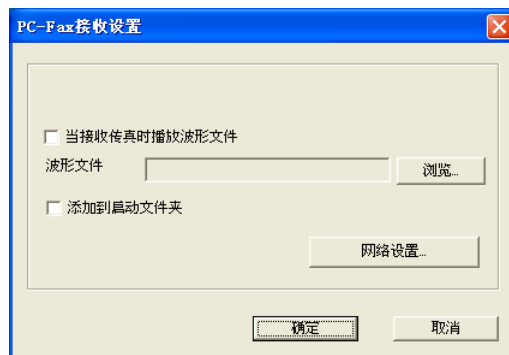 PC-Fax接收设置
当接收传真时播放波形文件
波形文件 浏览...
添加到启动文件夹
网络设置...
确定 取消